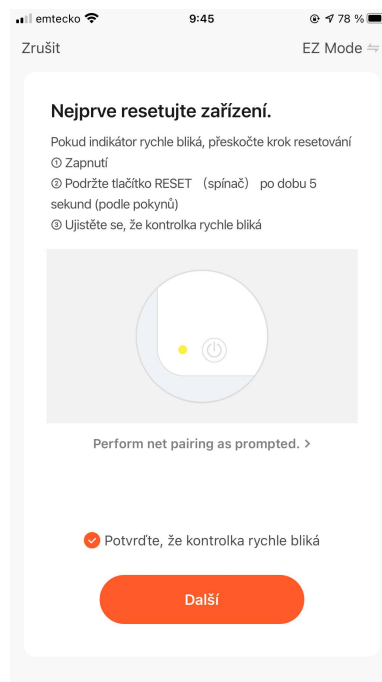 emtecko 9:45 78 %
Zrušit EZ Mode
Nejprve resetujte zařízení.
Pokud indikátor rychle bliká, přeskočte krok resetování
① Zapnutí
② Podržte tlačítko RESET （spínač） po dobu 5
sekund (podle pokynů)
③ Ujistěte se, že kontrolka rychle bliká
Perform net pairing as prompted. >
Potvrďte, že kontrolka rychle bliká
Další